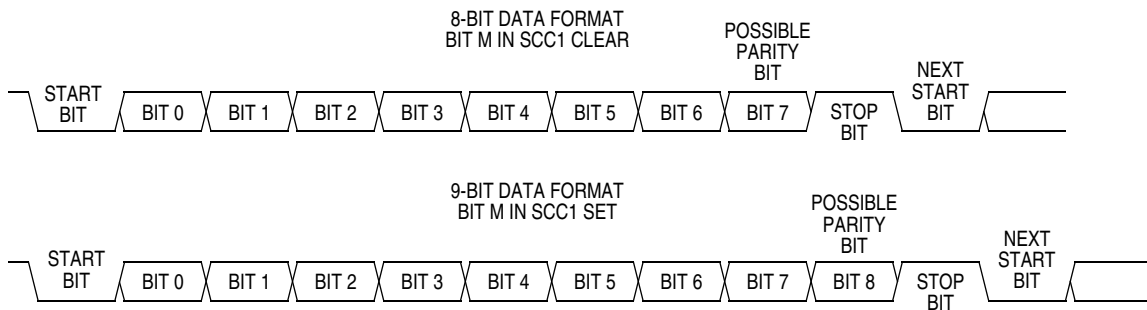 8-BIT DATA FORMAT
BIT M IN SCC1 CLEAR
POSSIBLE
PARITY
BIT
NEXT
START
BIT
START
BIT
BIT 0
BIT 1
BIT 2
BIT 3
BIT 4
BIT 5
BIT 6
BIT 7
STOP
BIT
9-BIT DATA FORMAT
BIT M IN SCC1 SET
POSSIBLE
PARITY
BIT
NEXT
START
BIT
START
BIT
BIT 0
BIT 1
BIT 2
BIT 3
BIT 4
BIT 5
BIT 6
BIT 7
BIT 8
STOP
BIT